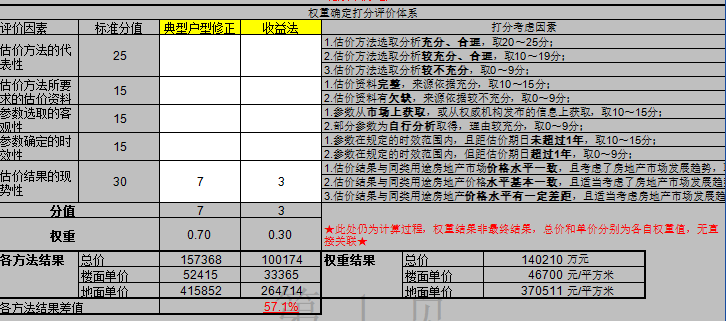 权重确定打分评价体系
评价因素 标准分值 典型户型修正 收益法 打分考虑因素
估价方法的代表性 25
1.估价方法选取分析充分、合理，取20～25分；
2.估价方法选取分析较充分、合理，取10～19分；
3.估价方法选取分析较不充分，取0～9分；
估价方法所要求的估价资料 15
1.估价资料完整，来源依据充分，取10～15分；
2.估价资料有欠缺，来源依据较不充分，取0～9分；
参数选取的客观性 15
1.参数从市场上获取，或从权威机构发布的信息上获取，取10～15分；
2.部分参数为自行分析取得，理由较充分，取0～9分；
参数确定的时效性 15
1.参数在规定的时效范围内，且距估价期日未超过1年，取10～15分；
2.参数在规定的时效范围内，但距估价期日超过1年，取0～9分；
估价结果的现势性 30 7 3
1.估价结果与同类用途房地产市场价格水平一致，且考虑了房地产市场发展趋势，
2.估价结果与同类用途房地产价格水平基本一致，且适当考虑了房地产市场发展趋
3.估价结果与同类用途房地产价格水平有一定差距，且适当考虑房地产市场发展
分值 7 3
权重 0.70 0.30
★此处仍为计算过程，权重结果非最终结果，总价和单价分别为各自权重值，无直接关联★
各方法结果 总价 157368 100174 权重结果 总价 140210 万元
楼面单价 52415 33365 楼面单价 46700 元/平方米
地面单价 415852 264714 地面单价 370511 元/平方米
各方法结果差值 57.1%